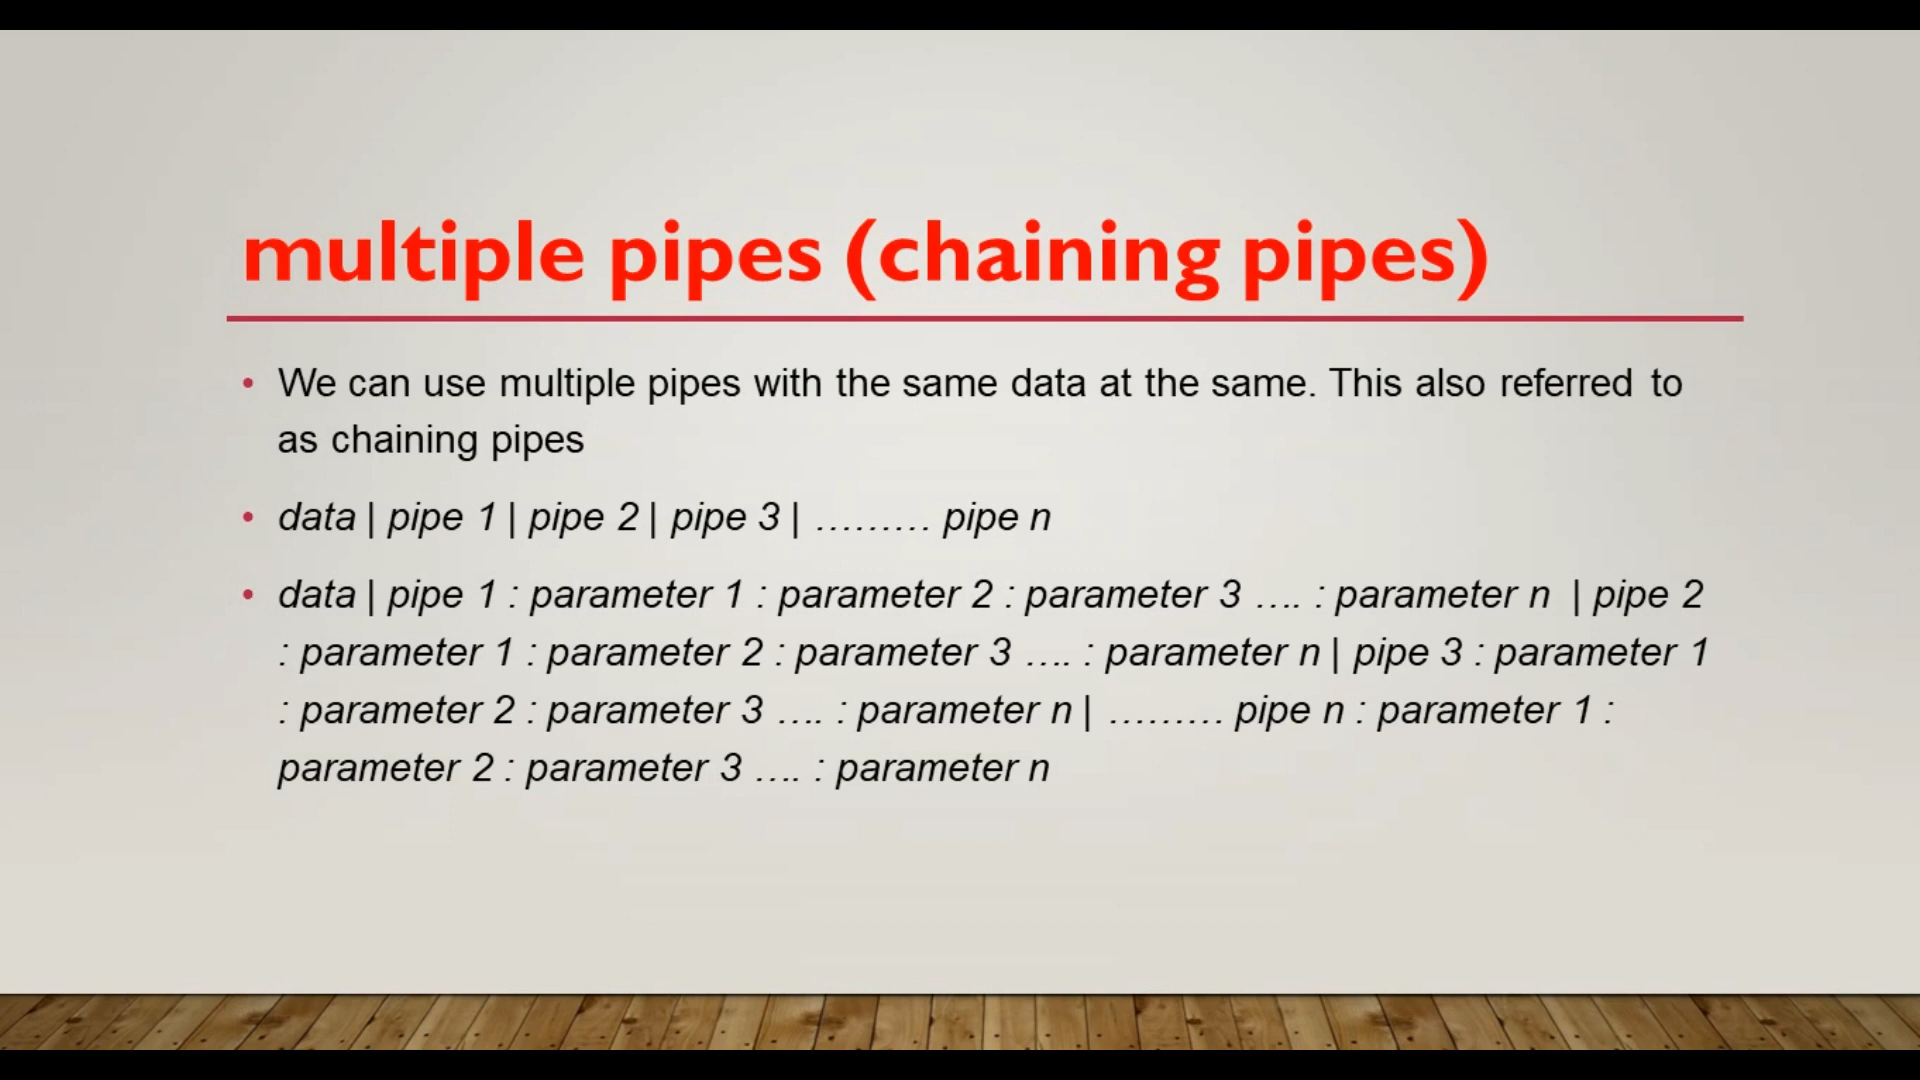 multiple pipes (chaining pipes)
• We can use multiple pipes with the same data at the same. This also referred to
as chaining pipes
• data | pipe 1 | pipe 2 | pipe 3 | ……… pipe n
• data | pipe 1 : parameter 1 : parameter 2 : parameter 3 …. : parameter n | pipe 2
: parameter 1 : parameter 2 : parameter 3 …. : parameter n | pipe 3 : parameter 1
: parameter 2 : parameter 3 …. : parameter n | ……… pipe n : parameter 1 :
parameter 2 : parameter 3 …. : parameter n